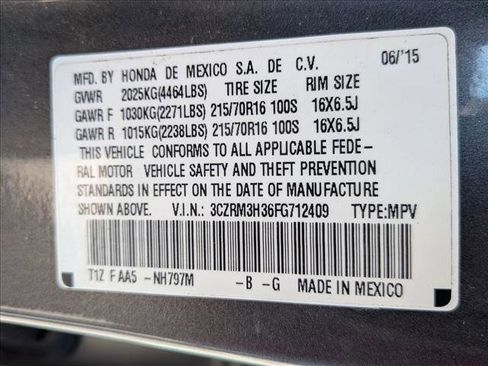 MFD. BY HONDA DE MEXICO S.A. DE C.V. 06/'15
GVWR 2025KG(4464LBS) TIRE SIZE RIM SIZE
GAWR F 1030KG(2271LBS) 215/70R16 100S 16X6.5J
GAWR R 1015KG(2238LBS) 215/70R16 100S 16X6.5J
THIS VEHICLE CONFORMS TO ALL APPLICABLE FEDE-
RAL MOTOR VEHICLE SAFETY AND THEFT PREVENTION
STANDARDS IN EFFECT ON THE DATE OF MANUFACTURE
SHOWN ABOVE. V.I.N.: 3CZRM3H36FG712409 TYPE:MPV
T1Z F AA5 -NH797M -B -G MADE IN MEXICO